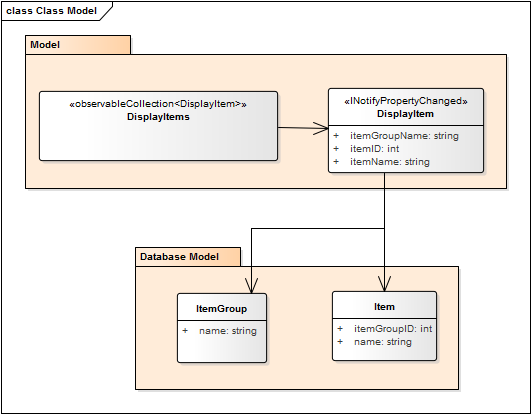 class Class Model
Model
«observableCollection<DisplayItem>»
DisplayItems
«INotifyPropertyChanged»
DisplayItem
+ itemGroupName: string
+ itemID: int
+ itemName: string
Database Model
ItemGroup
+ name: string
Item
+ itemGroupID: int
+ name: string